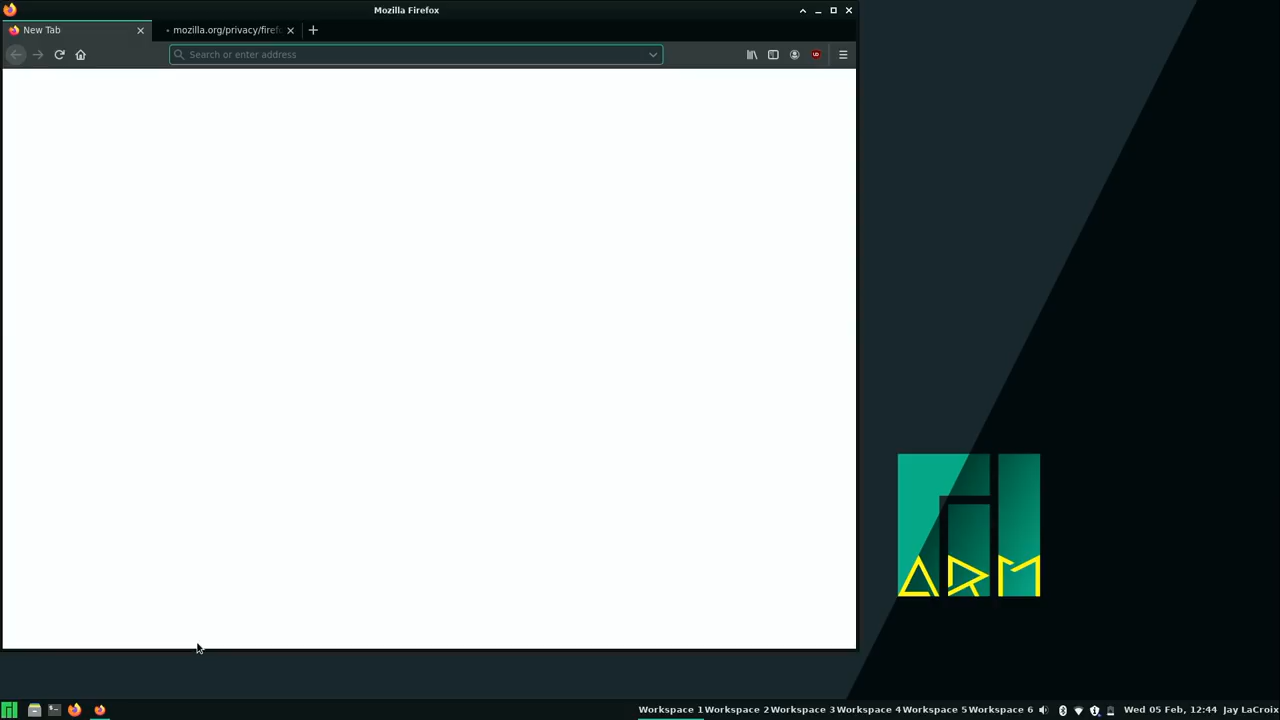 Mozilla Firefox
New Tab
mozilla.org/privacy/firef
Search or enter address
ARM
Workspace 1 Workspace 2 Workspace 3 Workspace 4 Workspace 5 Workspace 6
Wed 05 Feb, 12:44 Jay LaCroix